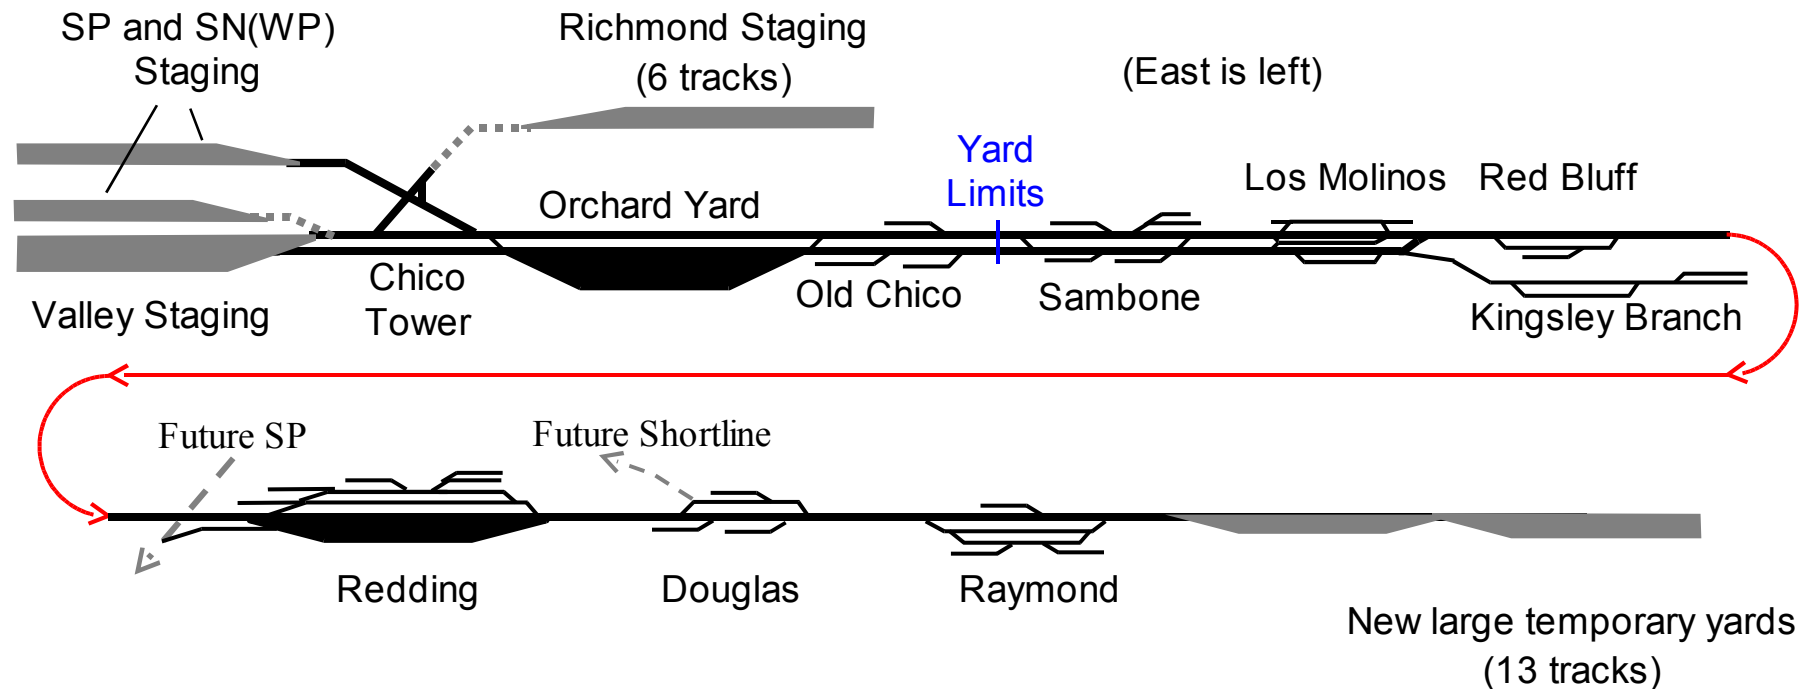 SP and SN(WP)
Staging
Richmond Staging
(6 tracks)
(East is left)
Yard
Limits
Los Molinos
Red Bluff
Orchard Yard
Chico
Tower
Old Chico
Sambone
Valley Staging
Kingsley Branch
Future SP
Future Shortline
Redding
Douglas
Raymond
New large temporary yards
(13 tracks)